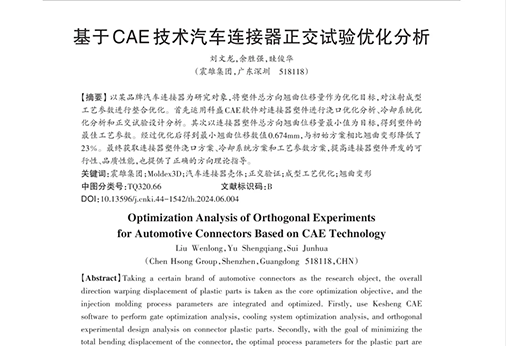 基于CAE技术汽车连接器正交试验优化分析
刘文龙,余胜强,眭俊华
(震雄集团,广东深圳 518118)
【摘要】以某品牌汽车连接器为研究对象,将塑件总方向翘曲位移量作为优化目标,对注射成型工
艺参数进行整合优化。首先运用科盛CAE软件对连接器塑件进行浇口优化分析、冷却系统优
化分析和正交试验设计分析。其次以连接器总方向翘曲位移变量最小值为目标,得到塑件的
最佳工艺参数。经过优化后得到最小翘曲位移数值0.674mm,与初始方案相比翘曲变形降低了
23%。最终获取连接器塑件浇口方案、冷却系统方案和工艺参数方案,提高连接器塑件开发的可
行性、品质性能,也提供了正确的方向理论指导。
关键词:震雄集团;Moldex3D;汽车连接器壳体;正交验证;成型工艺优化;翘曲变形
中图分类号:TQ320.66 文献标识码:B
DOI:10.13596/j.cnki.44-1542/th.2024.06.004
Optimization Analysis of Orthogonal Experiments
for Automotive Connectors Based on CAE Technology
Liu Wenlong,Yu Shengqiang,Sui Junhua
(Chen Hsong Group,Shenzhen,Guangdong 518118,CHN)
【Abstract】Taking a certain brand of automotive connectors as the research object, the overall
direction warping displacement of plastic parts is taken as the core optimization objective, and the
injection molding process parameters are integrated and optimized. Firstly, use Kesheng CAE
software to perform gate optimization analysis, cooling system optimization analysis, and orthogonal
experimental design analysis on connector plastic parts. Secondly, with the goal of minimizing the
total bending displacement of the connector, the optimal process parameters for the plastic part are